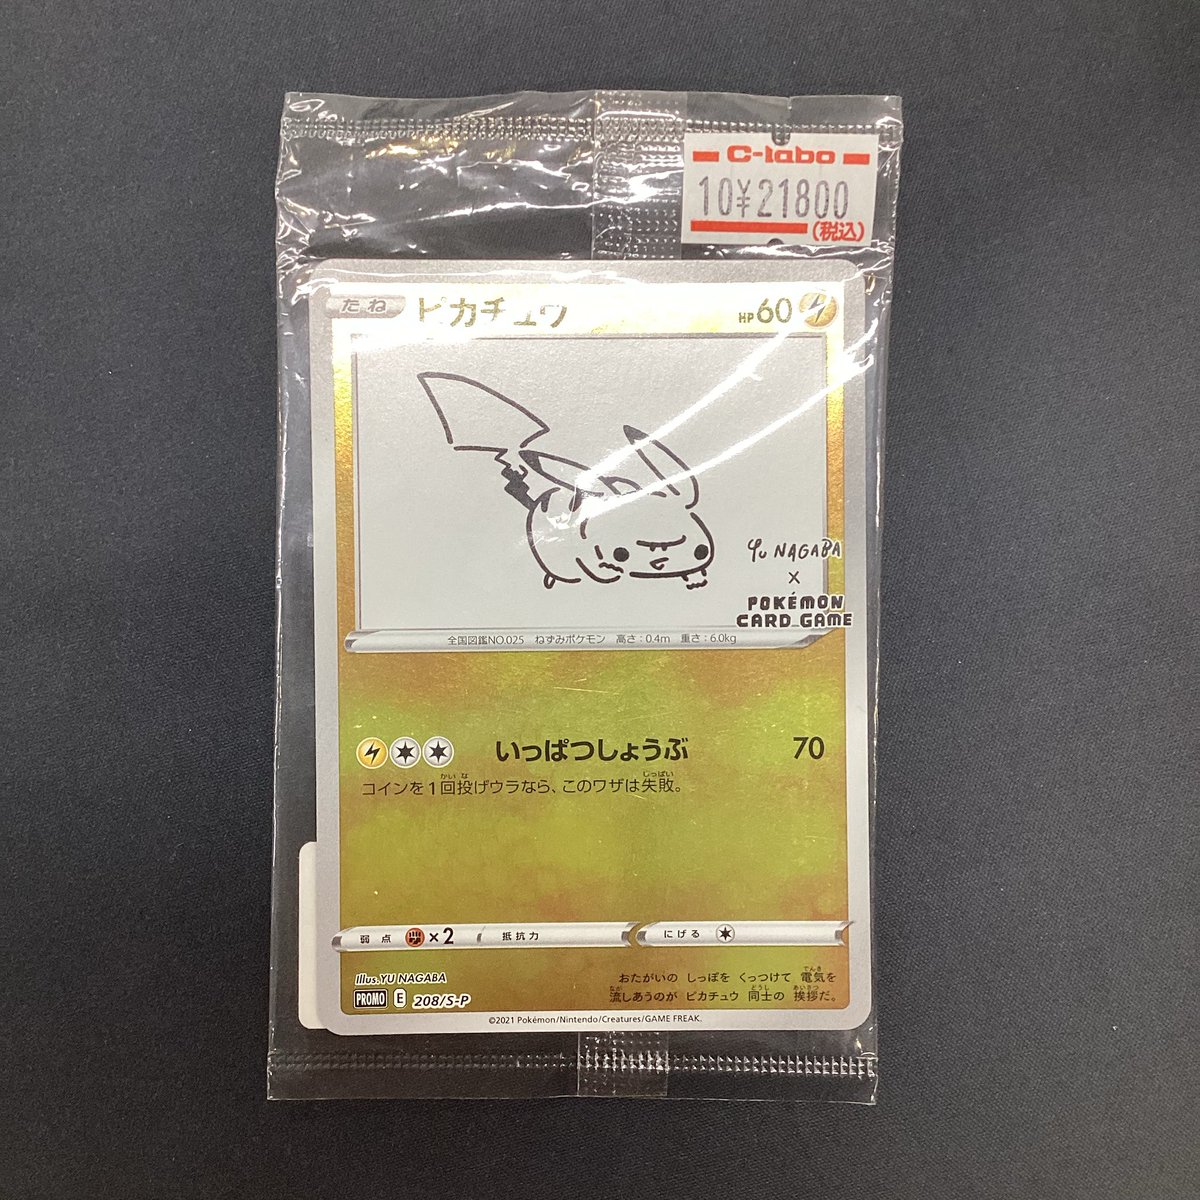 C-labo
10¥21800
(税込)
たね ピカチュウ HP60
Yu NAGABA
×
POKÉMON
CARD GAME
全国図鑑NO.025 ねずみポケモン 高さ：0.4m 重さ：6.0kg
いっぱつしょうぶ 70
コインを1回投げウラなら、このワザは失敗。
弱点 ×2 抵抗力 にげる
Illus. YU NAGABA
PROMO E 208/S-P
おたがいの しっぽを くっつけて 電気を
流しあうのが ピカチュウ 同士の 挨拶だ。
©2021 Pokémon/Nintendo/Creatures/GAME FREAK.